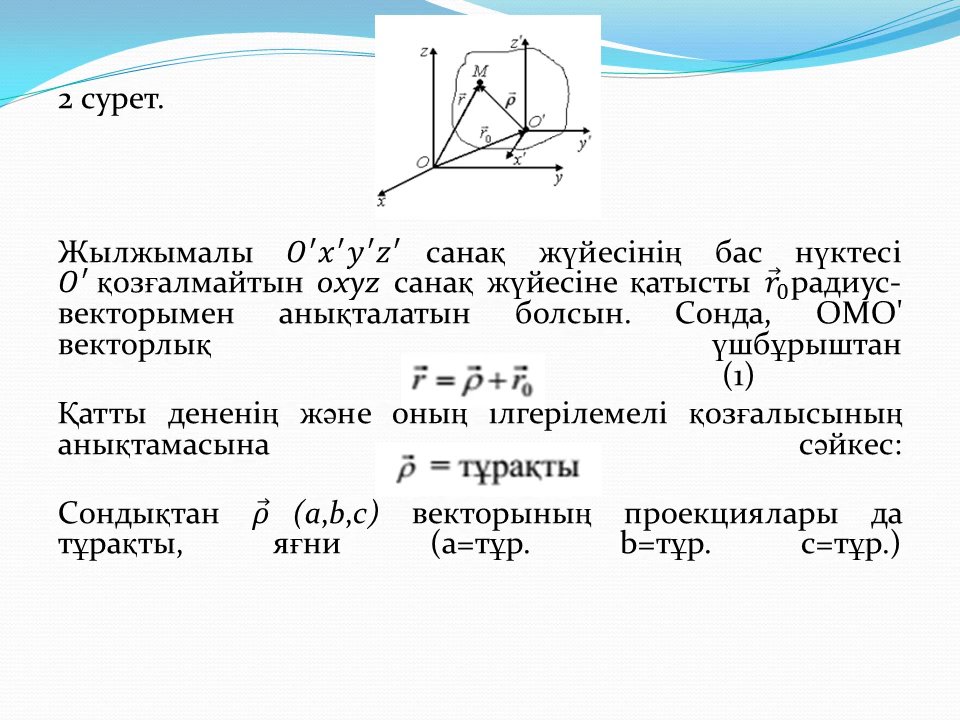 z
z'
M
2 сурет.
r⃗
ρ⃗
r⃗₀
O'
O
x'
y'
y
x
Жылжымалы O′x′y′z′ санақ жүйесінің бас нүктесі
O′ қозғалмайтын oxyz санақ жүйесіне қатысты r⃗₀радиус-
векторымен анықталатын болсын. Сонда, ОМО'
векторлық үшбұрыштан
r⃗ = ρ⃗ + r⃗₀ (1)
Қатты дененің және оның ілгерілемелі қозғалысының
анықтамасына сәйкес:
ρ⃗ = тұрақты
Сондықтан ρ⃗ (a,b,c) векторының проекциялары да
тұрақты, яғни (a=тұр. b=тұр. c=тұр.)